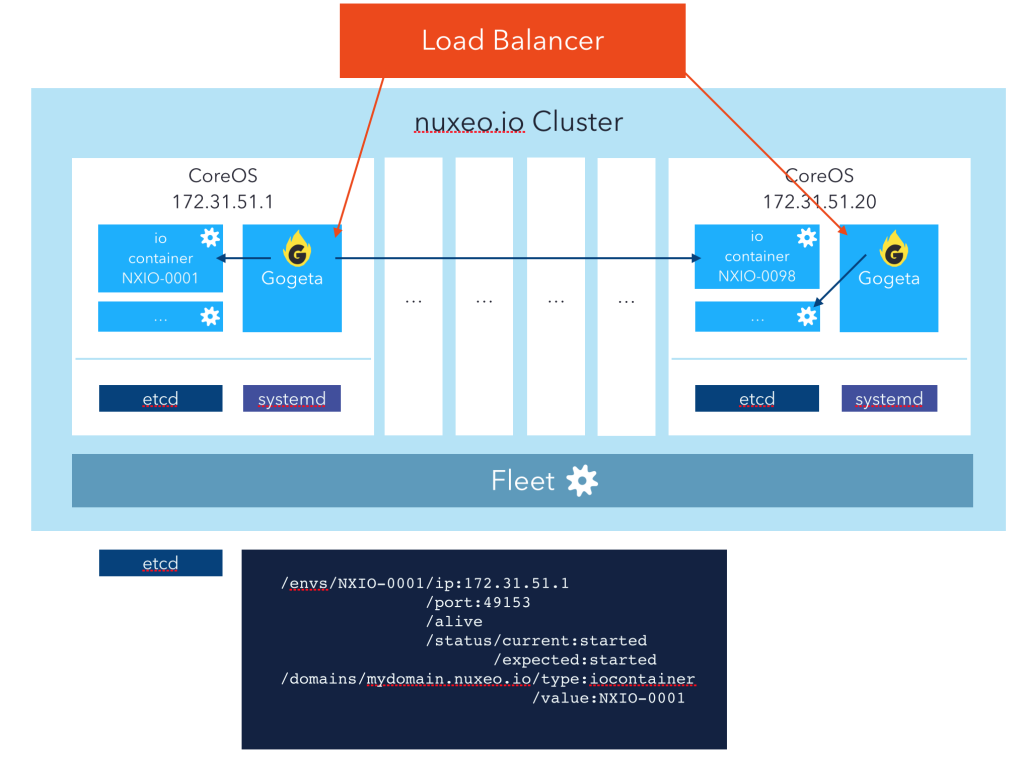 Load Balancer
nuxeo.io Cluster
CoreOS
172.31.51.1
io
container
NXIO-0001
...
G
Gogeta
etcd
systemd
...
...
...
...
CoreOS
172.31.51.20
io
container
NXIO-0098
...
G
Gogeta
etcd
systemd
Fleet
etcd
/envs/NXIO-0001/ip:172.31.51.1
/port:49153
/alive
/status/current:started
/expected:started
/domains/mydomain.nuxeo.io/type:iocontainer
/value:NXIO-0001